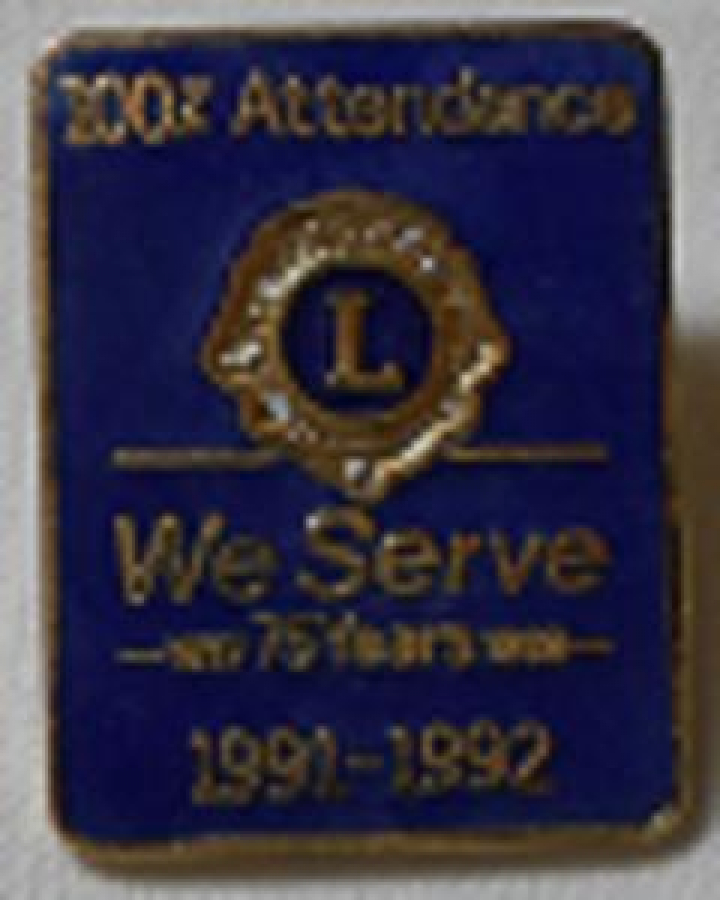 100% Attendance
L
We Serve
75 Years
1991-1992